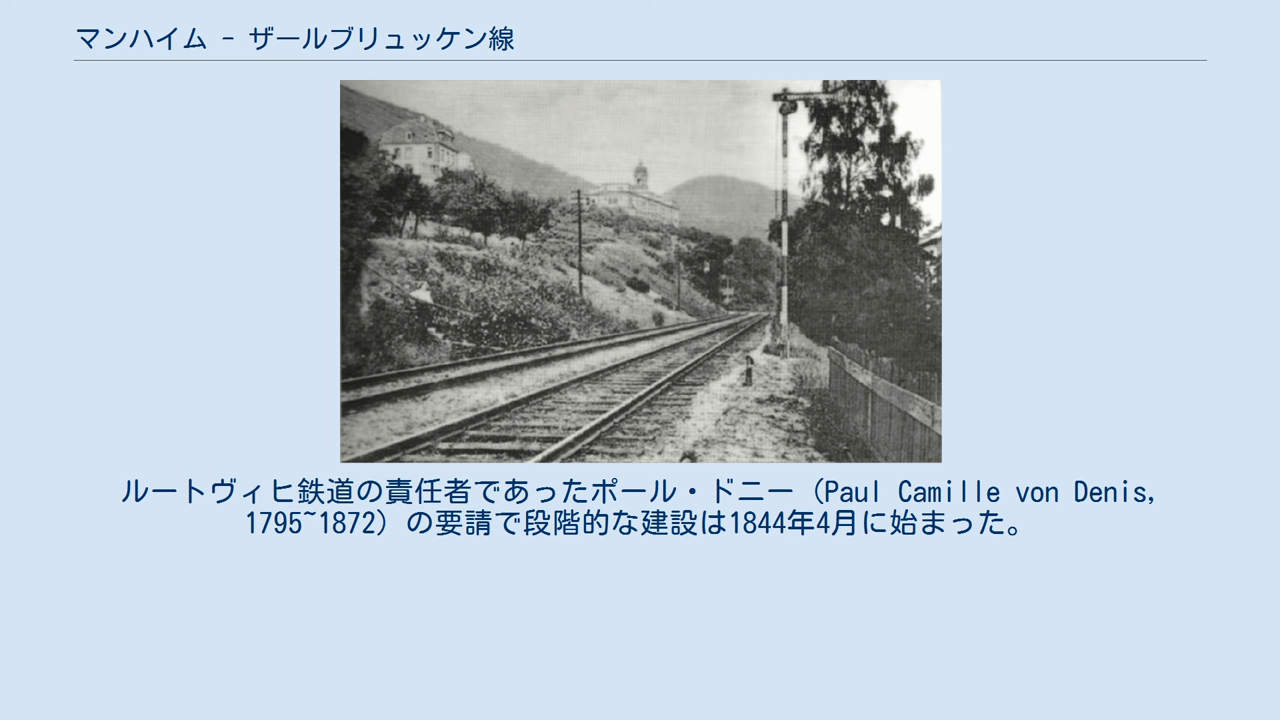 マンハイム - ザールブリュッケン線
ルートヴィヒ鉄道の責任者であったポール・ドニー（Paul Camille von Denis,
1795~1872）の要請で段階的な建設は1844年4月に始まった。